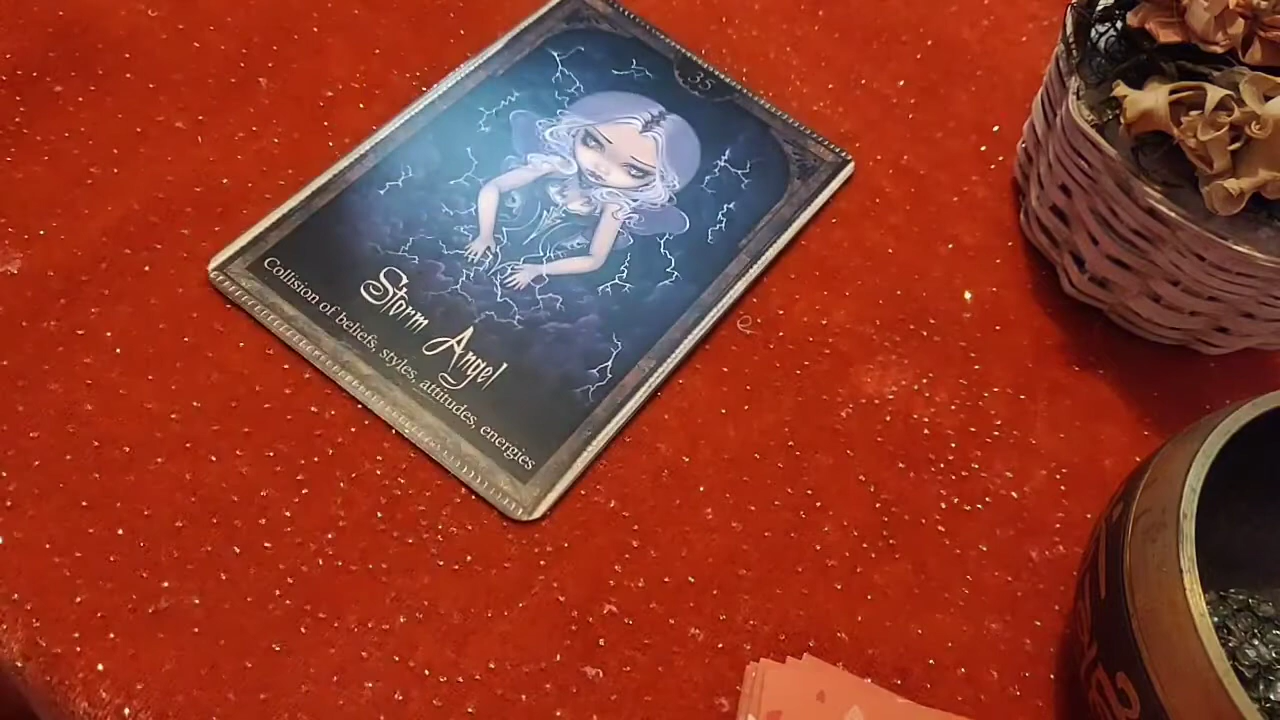 35
Storm Angel
Collision of beliefs, styles, attitudes, energies